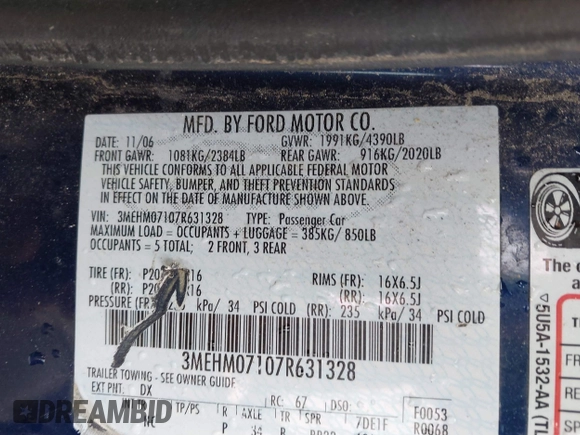 MFD. BY FORD MOTOR CO.
DATE: 11/06 GVWR: 1991KG/4390LB
FRONT GAWR: 1081KG/2384LB REAR GAWR: 916KG/2020LB
THIS VEHICLE CONFORMS TO ALL APPLICABLE FEDERAL MOTOR
VEHICLE SAFETY, BUMPER, AND THEFT PREVENTION STANDARDS
IN EFFECT ON THE DATE OF MANUFACTURE SHOWN ABOVE.
VIN: 3MEHM07107R631328 TYPE: Passenger Car
MAXIMUM LOAD = OCCUPANTS + LUGGAGE = 385KG/ 850LB
OCCUPANTS = 5 TOTAL; 2 FRONT, 3 REAR
TIRE (FR): RIMS (FR): 16X6.5J
(RR): (RR): 16X6.5J
PRESSURE kPa/ 34 PSI COLD (RR): 235 kPa/ 34 PSI COLD
3MEHM07107R631328
TRAILER TOWING - SEE OWNER GUIDE
EXT PNT: DX RC: 67 DSO: F0053
TP/PS R AXLE TR SPR R0068
P 34 7DE1F
The
a
5U5A-1532-AA
DREAMBID